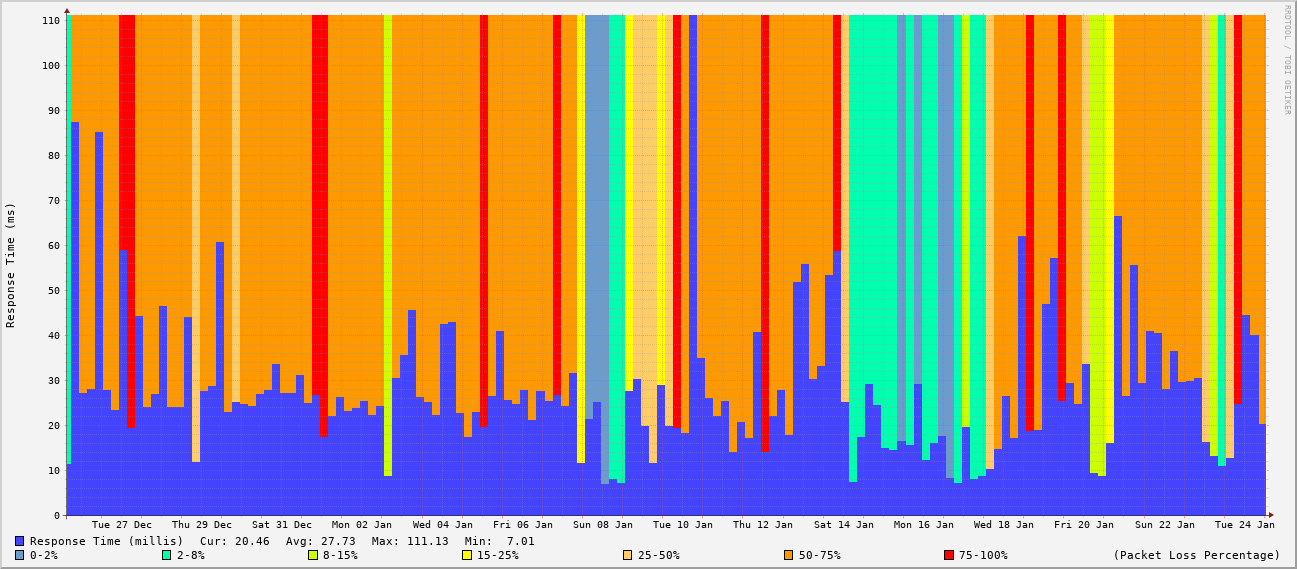 RRDTOOL / TOBI OETIKER
Response Time (ms)
110
100
90
80
70
60
50
40
30
20
10
0
Tue 27 Dec Thu 29 Dec Sat 31 Dec Mon 02 Jan Wed 04 Jan Fri 06 Jan Sun 08 Jan Tue 10 Jan Thu 12 Jan Sat 14 Jan Mon 16 Jan Wed 18 Jan Fri 20 Jan Sun 22 Jan Tue 24 Jan
Response Time (millis) Cur: 20.46 Avg: 27.73 Max: 111.13 Min: 7.01
0-2% 2-8% 8-15% 15-25% 25-50% 50-75% 75-100% (Packet Loss Percentage)